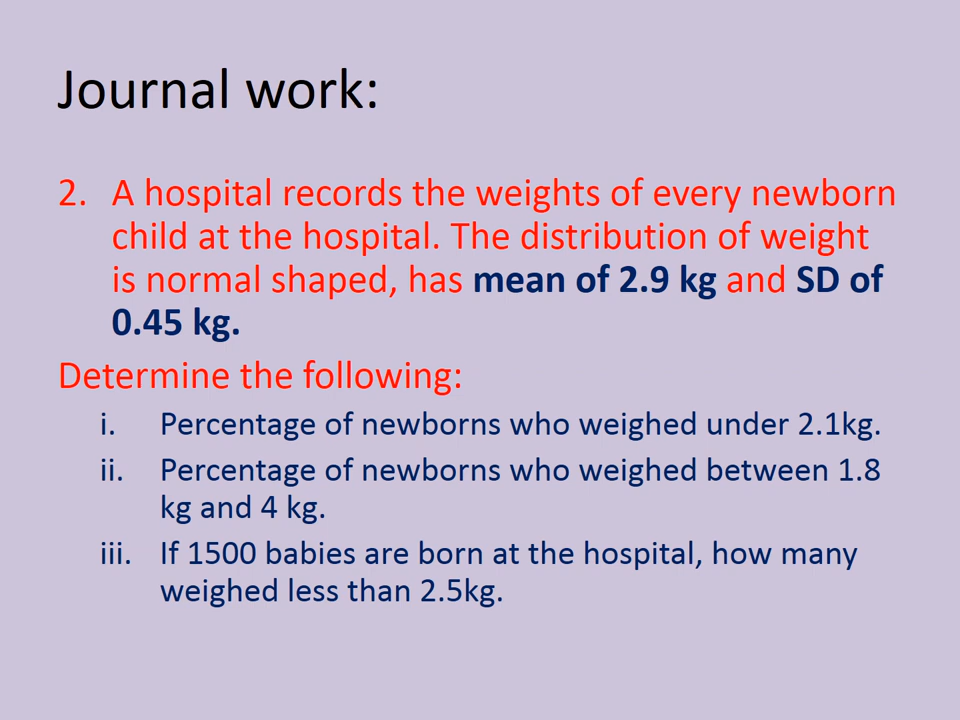 Journal work:
2. A hospital records the weights of every newborn
child at the hospital. The distribution of weight
is normal shaped, has mean of 2.9 kg and SD of
0.45 kg.
Determine the following:
i. Percentage of newborns who weighed under 2.1kg.
ii. Percentage of newborns who weighed between 1.8
kg and 4 kg.
iii. If 1500 babies are born at the hospital, how many
weighed less than 2.5kg.